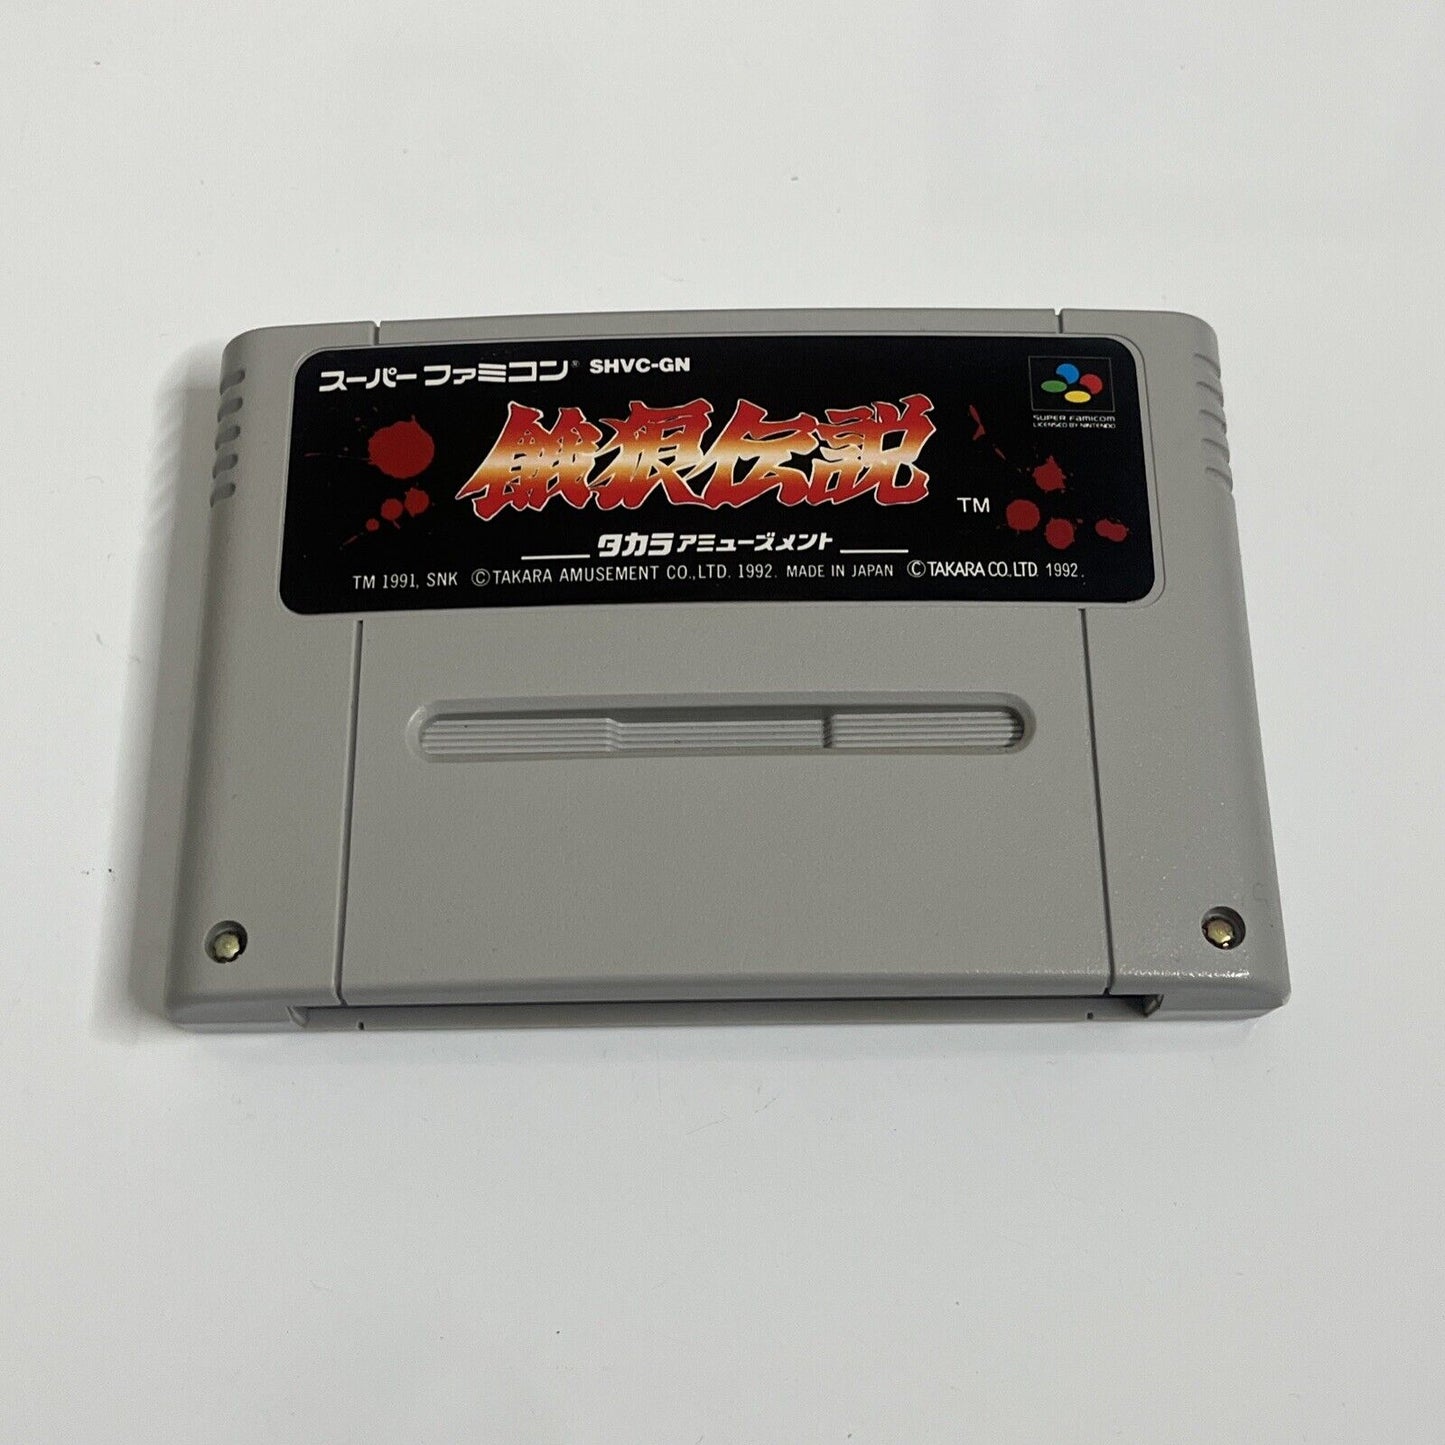 スーパーファミコン® SHVC-GN
SUPER FAMICOM
LICENSED BY NINTENDO
餓狼伝説
TM
タカラアミューズメント
TM 1991, SNK ©TAKARA AMUSEMENT CO.,LTD. 1992. MADE IN JAPAN ©TAKARA CO.,LTD. 1992.